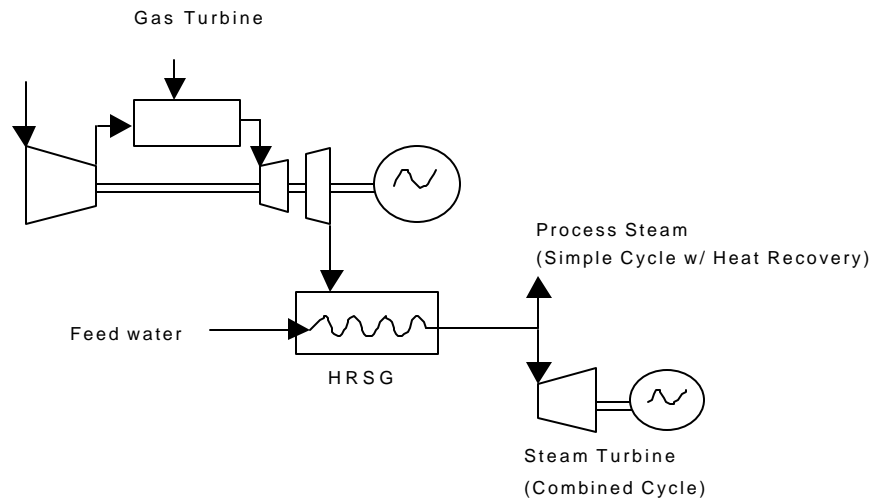 Gas Turbine
Process Steam
(Simple Cycle w/ Heat Recovery)
Feed water
HRSG
Steam Turbine
(Combined Cycle)